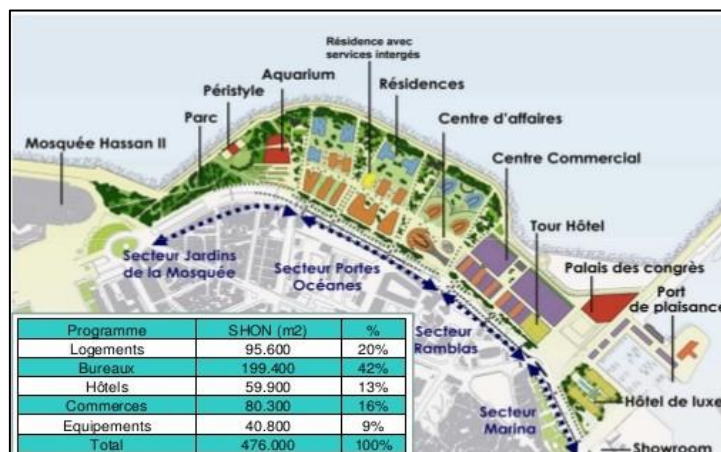 Résidence avec
services intergés
Aquarium
Résidences
Péristyle
Centre d'affaires
Parc
Mosquée Hassan II
Centre Commercial
Tour Hôtel
Secteur Jardins
de la Mosquée
Secteur Portes
Océanes
Palais des congrès
Port
de plaisance
Secteur
Ramblas
Secteur
Marina
Hôtel de luxe
Showroom
Programme SHON (m2) %
Logements 95.600 20%
Bureaux 199.400 42%
Hôtels 59.900 13%
Commerces 80.300 16%
Equipements 40.800 9%
Total 476.000 100%